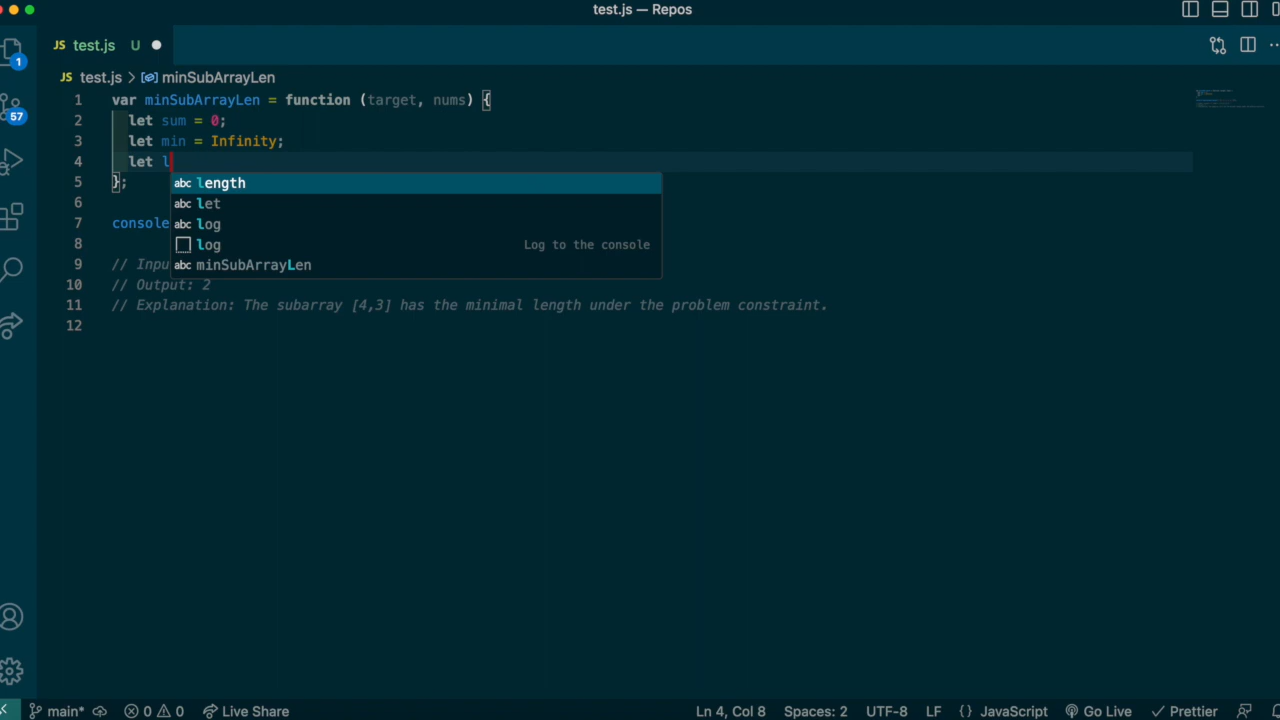 test.js — Repos
JS test.js U
JS test.js > minSubArrayLen
1 var minSubArrayLen = function (target, nums) {
2 let sum = 0;
3 let min = Infinity;
4 let l
5 };
abc length
6
abc let
7 console
abc log
8
log Log to the console
9 // Inpu
abc minSubArrayLen
10 // Output: 2
11 // Explanation: The subarray [4,3] has the minimal length under the problem constraint.
12
1
57
main* 0 0 Live Share Ln 4, Col 8 Spaces: 2 UTF-8 LF {} JavaScript Go Live Prettier